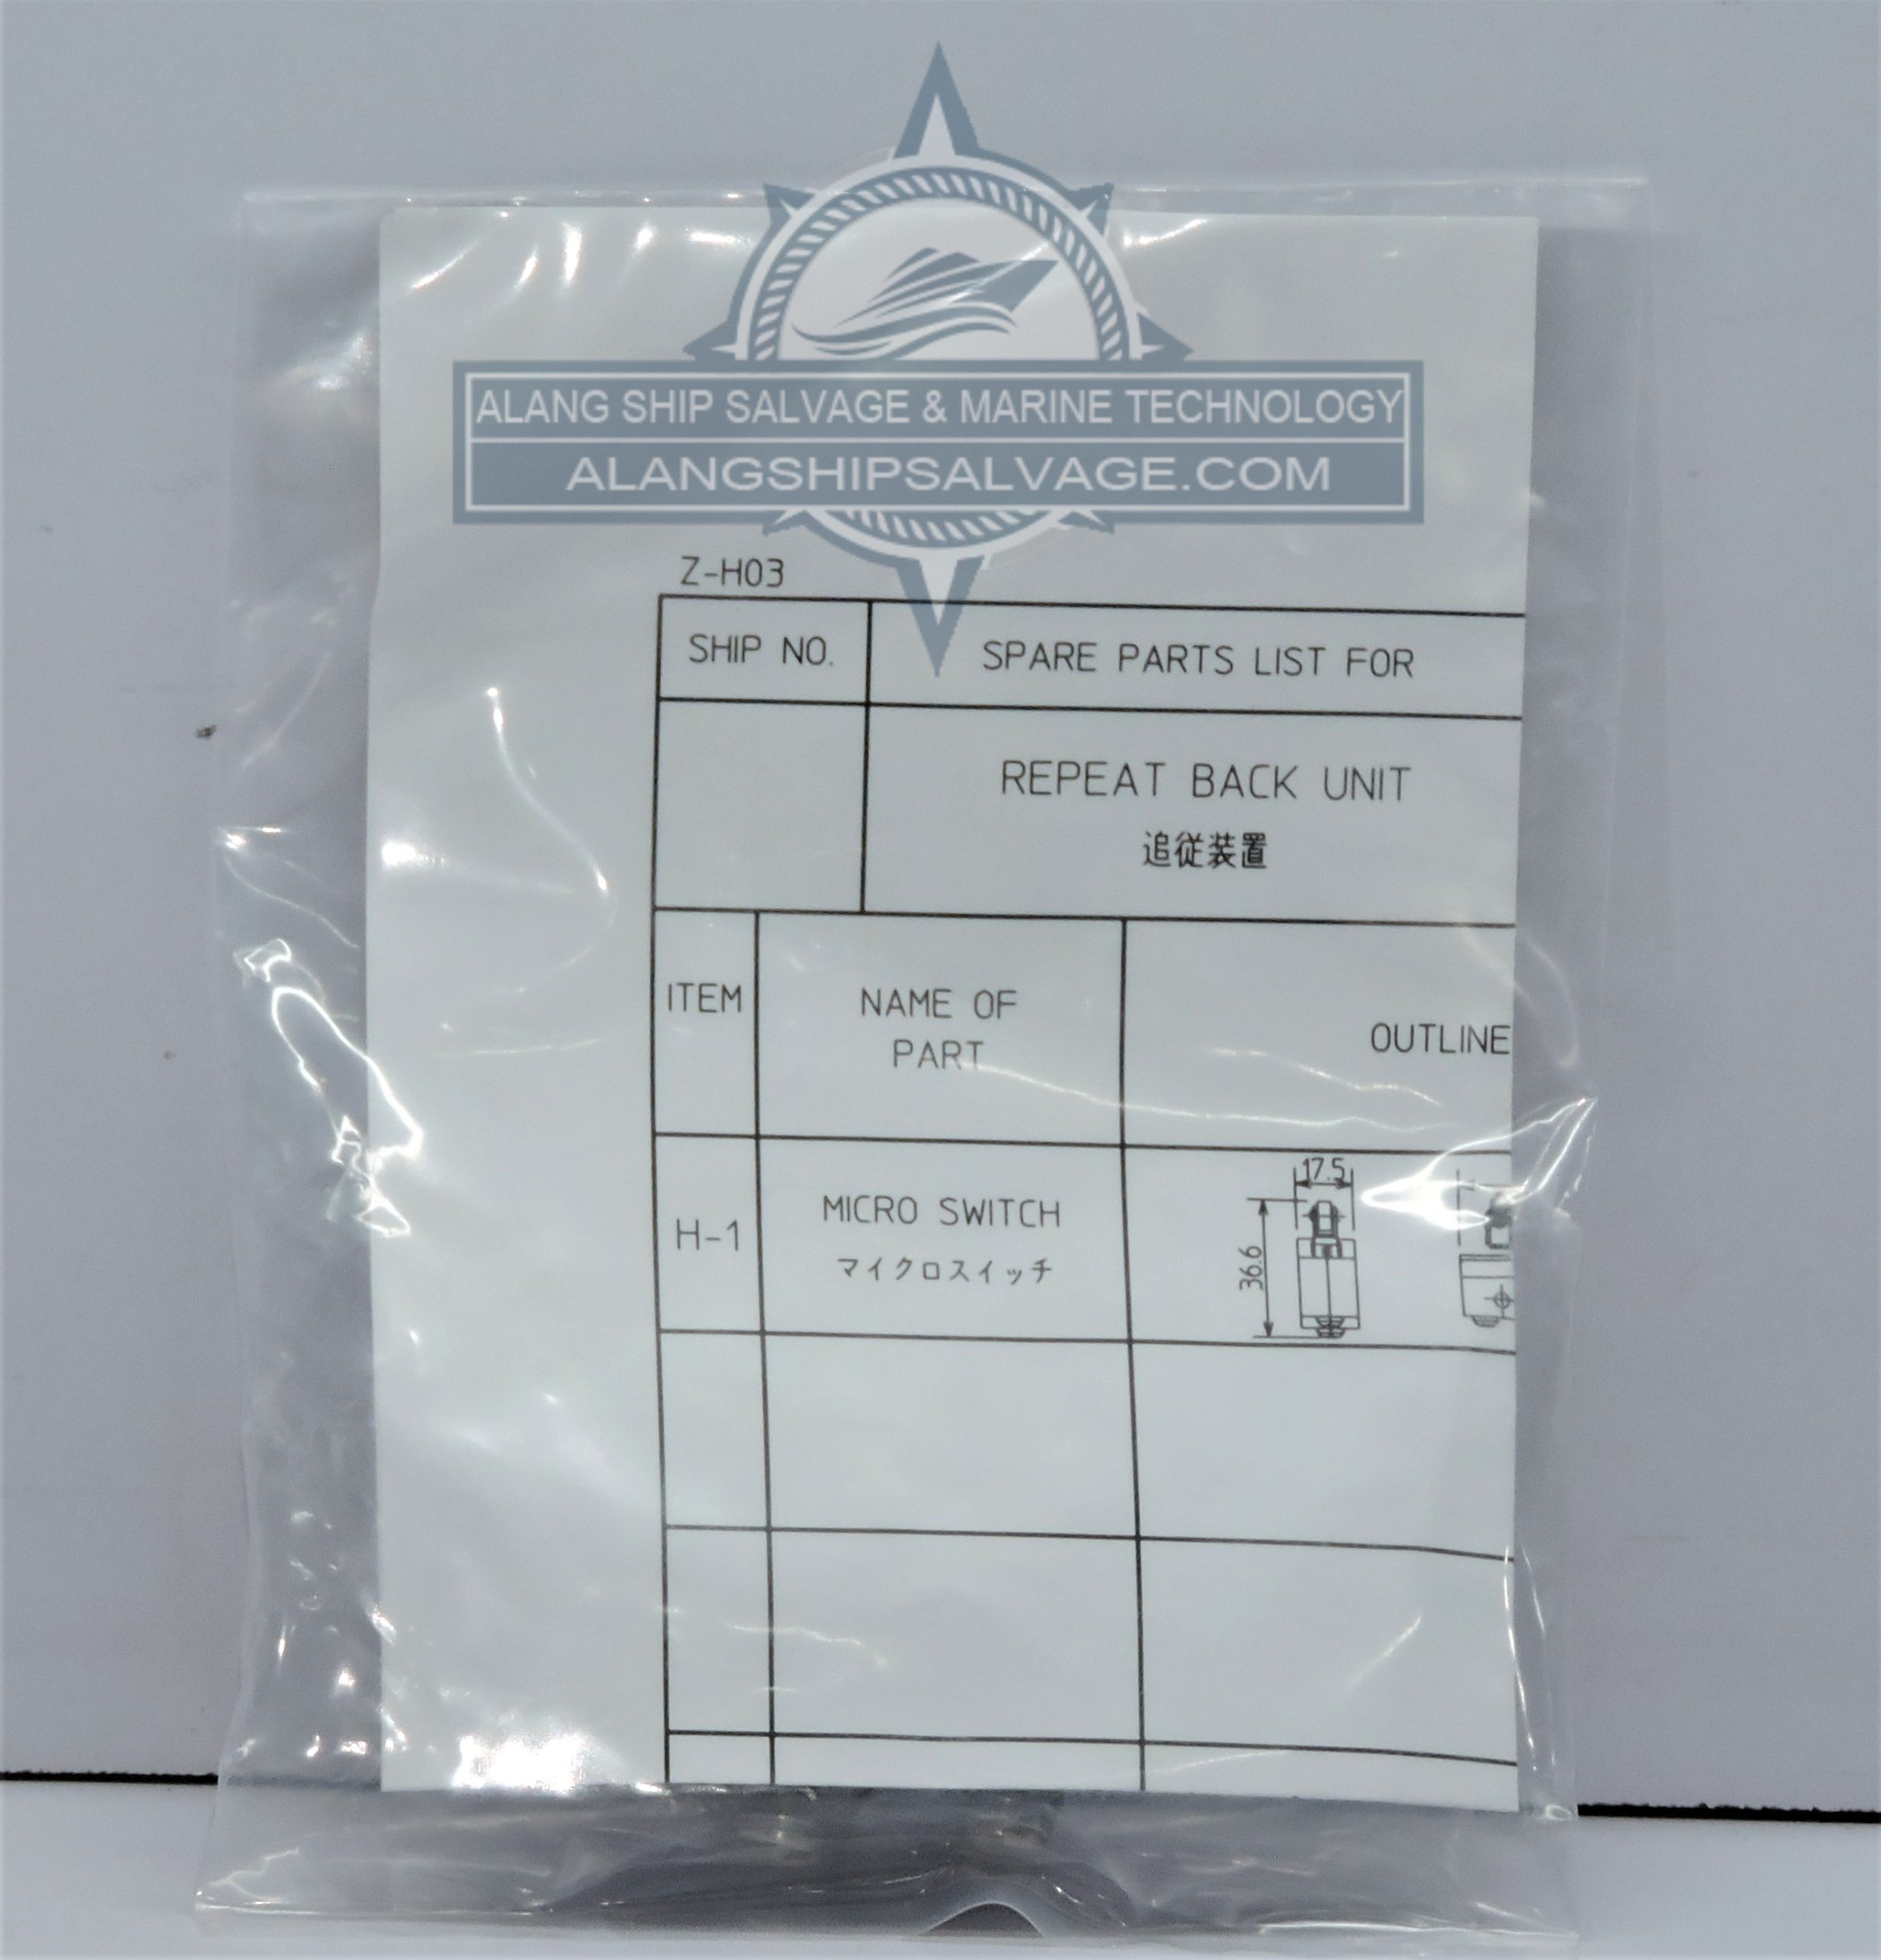 ALANG SHIP SALVAGE & MARINE TECHNOLOGY
ALANGSHIPSALVAGE.COM
Z-H03
SHIP NO.
SPARE PARTS LIST FOR
REPEAT BACK UNIT
追従装置
ITEM
NAME OF
PART
OUTLINE
H-1
MICRO SWITCH
マイクロスイッチ
17.5
36.6